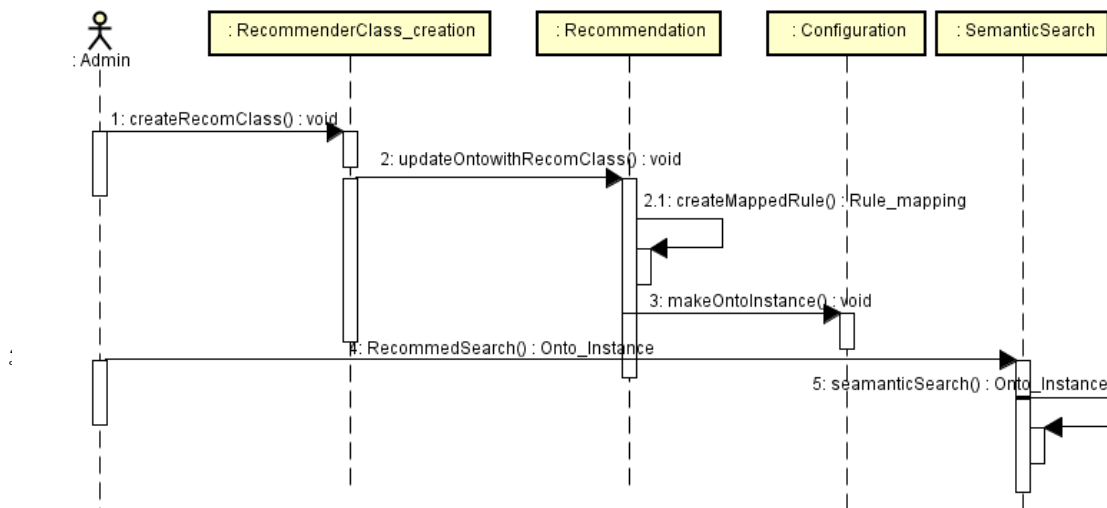 : RecommenderClass_creation
: Recommendation
: Configuration
: SemanticSearch
: Admin
1: createRecomClass() : void
2: updateOntowithRecomClass() : void
2.1: createMappedRule() : Rule_mapping
3: makeOntoInstance() : void
4: RecommedSearch() : Onto_Instance
5: seamanticSearch() : Onto_Instance